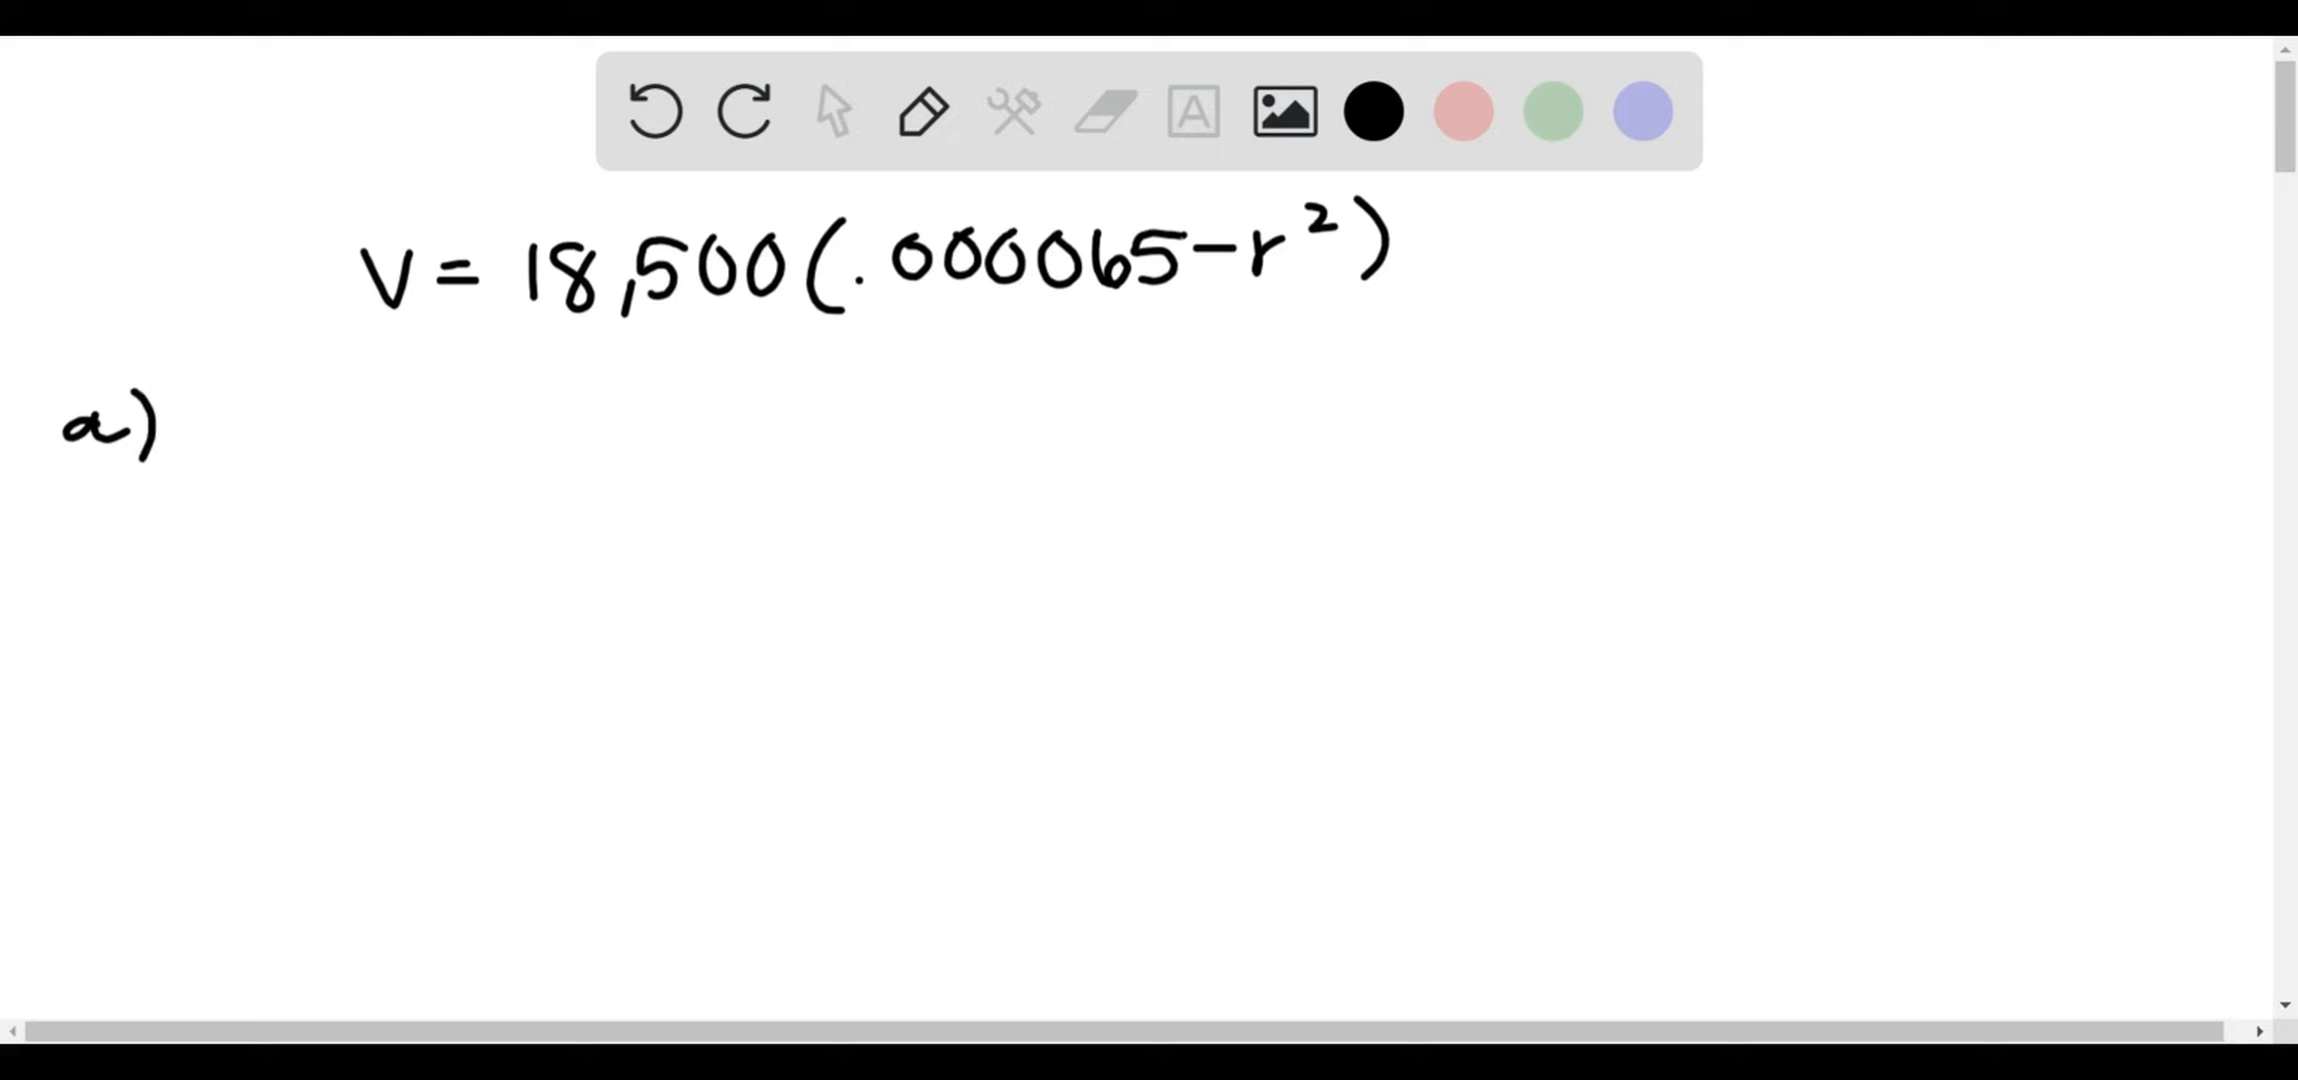 V = 18,500(.000065-r²)
a)